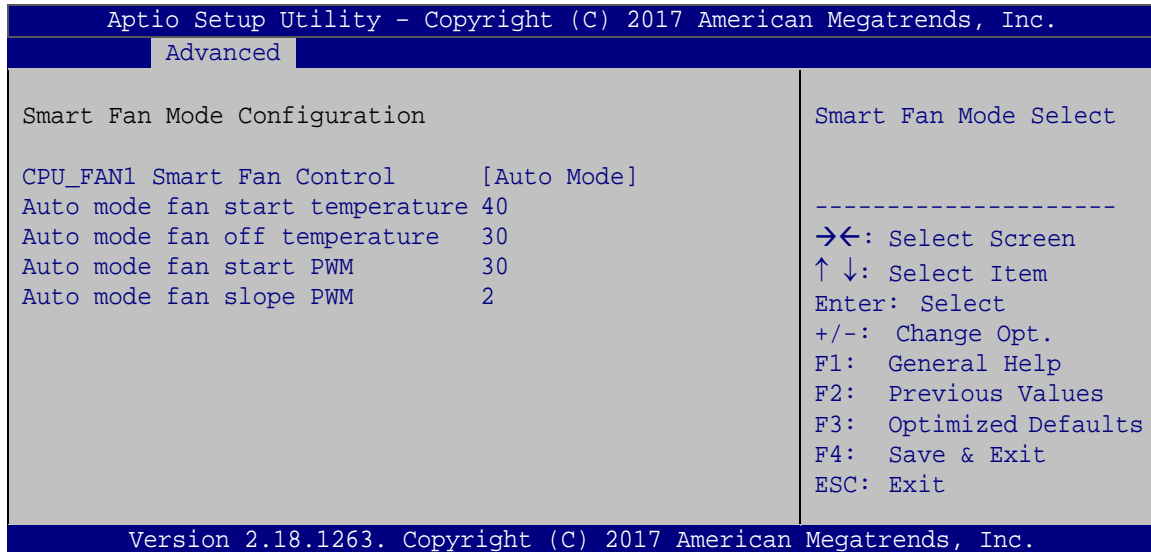 Aptio Setup Utility – Copyright (C) 2017 American Megatrends, Inc.
Advanced
Smart Fan Mode Configuration
CPU_FAN1 Smart Fan Control [Auto Mode]
Auto mode fan start temperature 40
Auto mode fan off temperature 30
Auto mode fan start PWM 30
Auto mode fan slope PWM 2
Smart Fan Mode Select
---------------------
→←: Select Screen
↑ ↓: Select Item
Enter: Select
+/-: Change Opt.
F1: General Help
F2: Previous Values
F3: Optimized Defaults
F4: Save & Exit
ESC: Exit
Version 2.18.1263. Copyright (C) 2017 American Megatrends, Inc.